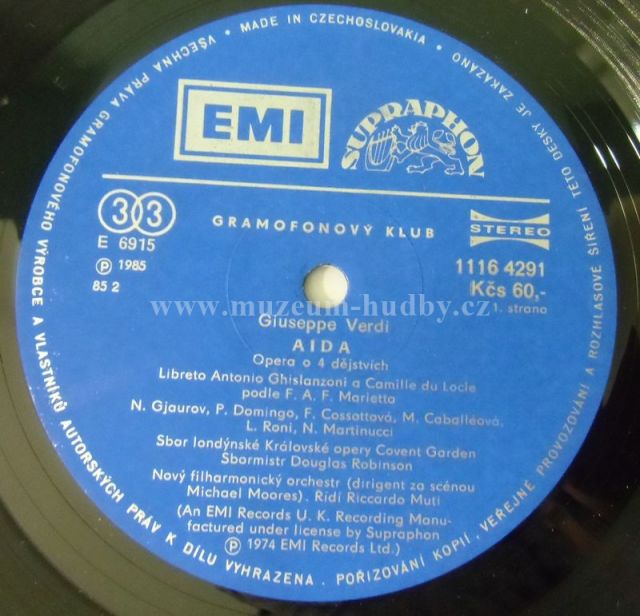 VŠECHNA PRÁVA GRAMOFONOVÉHO VÝROBCE A VLASTNÍKŮ AUTORSKÝCH PRÁV K DÍLU VYHRAZENA. POŘIZOVÁNÍ KOPIÍ, VEŘEJNÉ PROVOZOVÁNÍ A ROZHLASOVÉ ŠÍŘENÍ TÉTO DESKY JE ZAKÁZÁNO
• MADE IN CZECHOSLOVAKIA •
EMI
SUPRAPHON
33
GRAMOFONOVÝ KLUB
STEREO
E 6915
Ⓟ 1985
85 2
1116 4291
Kčs 60,-
1. strana
www.muzeum-hudby.cz
Giuseppe Verdi
AIDA
Opera o 4 dějstvích
Libreto Antonio Ghislanzoni a Camille du Locle
podle F. A. F. Marietta
N. Gjaurov, P. Domingo, F. Cossottová, M. Caballéová,
L. Roni, N. Martinucci
Sbor londýnské Královské opery Covent Garden
Sbormistr Douglas Robinson
Nový filharmonický orchestr (dirigent za scénou
Michael Moores). Řídí Riccardo Muti
(An EMI Records U. K. Recording Manu-
factured under license by Supraphon
Ⓟ 1974 EMI Records Ltd.)